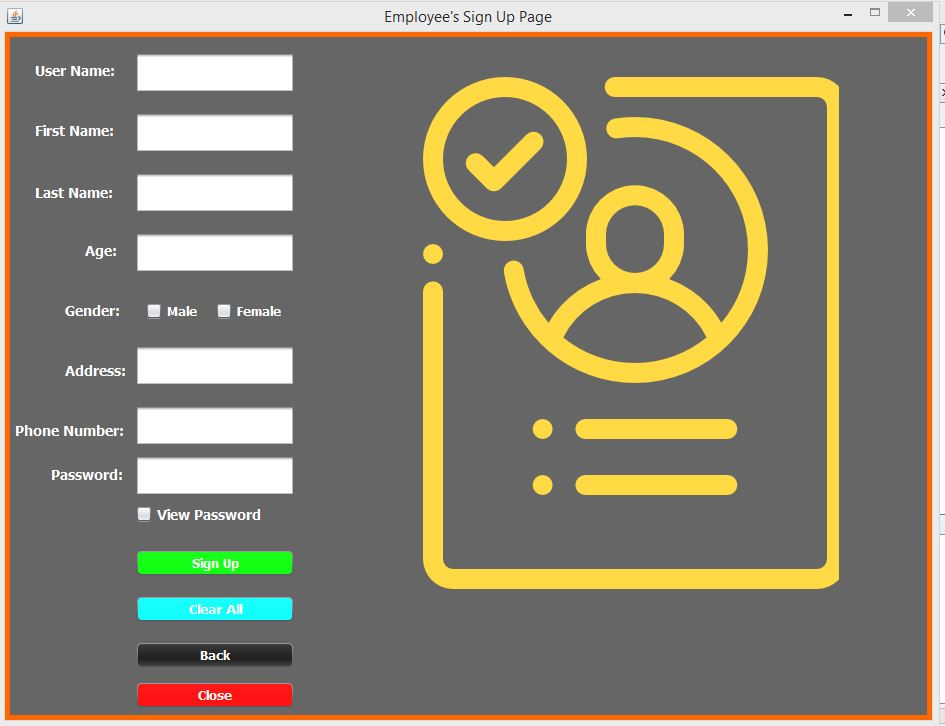 Employee's Sign Up Page
User Name:
First Name:
Last Name:
Age:
Gender: Male Female
Address:
Phone Number:
Password:
View Password
Sign Up
Clear All
Back
Close